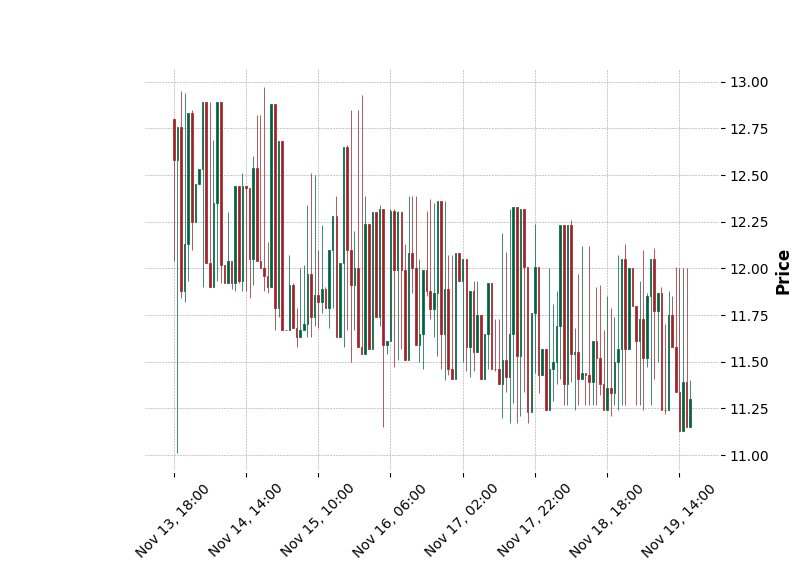 13.00
12.75
12.50
12.25
12.00
11.75
11.50
11.25
11.00
Price
Nov 13, 18:00
Nov 14, 14:00
Nov 15, 10:00
Nov 16, 06:00
Nov 17, 02:00
Nov 17, 22:00
Nov 18, 18:00
Nov 19, 14:00